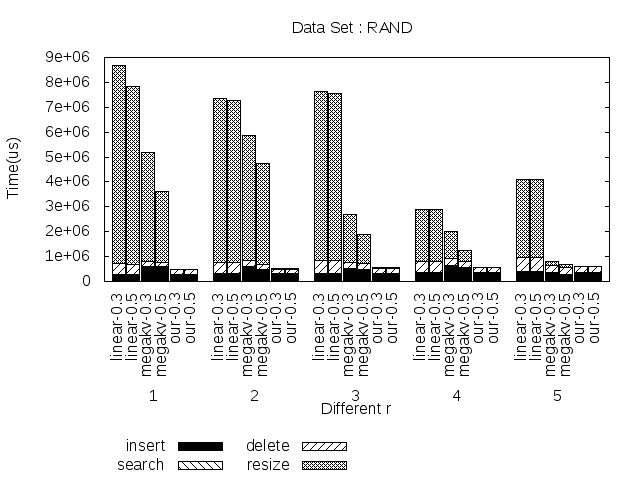 Data Set : RAND
Time(us)
9e+06
8e+06
7e+06
6e+06
5e+06
4e+06
3e+06
2e+06
1e+06
0
linear-0.3 linear-0.5 megakv-0.3 megakv-0.5 our-0.3 our-0.5 linear-0.3 linear-0.5 megakv-0.3 megakv-0.5 our-0.3 our-0.5 linear-0.3 linear-0.5 megakv-0.3 megakv-0.5 our-0.3 our-0.5 linear-0.3 linear-0.5 megakv-0.3 megakv-0.5 our-0.3 our-0.5 linear-0.3 linear-0.5 megakv-0.3 megakv-0.5 our-0.3 our-0.5
1 2 3 4 5
Different r
insert delete
search resize